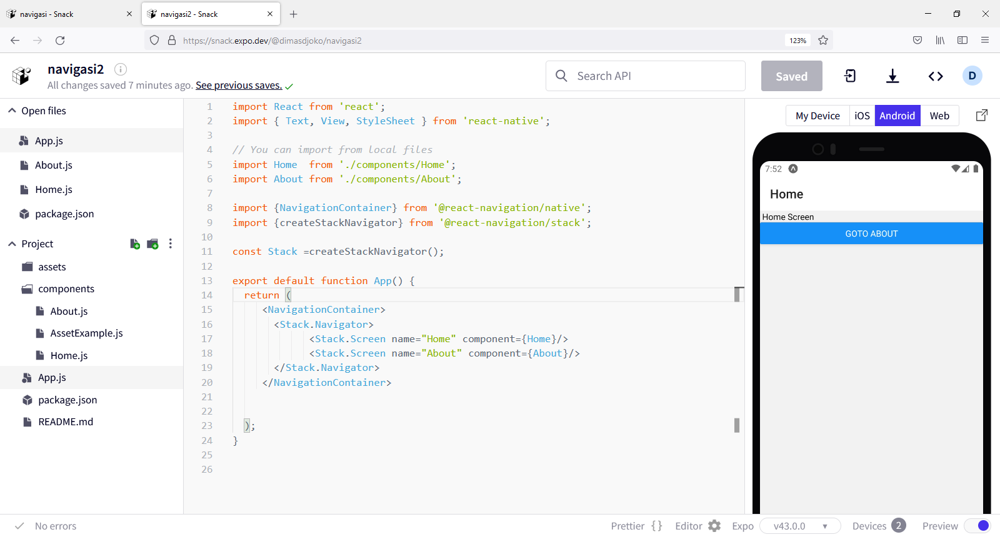 navigasi - Snack
navigasi2 - Snack
https://snack.expo.dev/@dimasdjoko/navigasi2
123%
navigasi2
All changes saved 7 minutes ago. See previous saves.
Search API
Saved
D
Open files
App.js
About.js
Home.js
package.json
Project
assets
components
About.js
AssetExample.js
Home.js
App.js
package.json
README.md
1 import React from 'react';
2 import { Text, View, StyleSheet } from 'react-native';
3
4 // You can import from local files
5 import Home  from './components/Home';
6 import About from './components/About';
7
8 import {NavigationContainer} from '@react-navigation/native';
9 import {createStackNavigator} from '@react-navigation/stack';
10
11 const Stack =createStackNavigator();
12
13 export default function App() {
14   return (
15      <NavigationContainer>
16        <Stack.Navigator>
17              <Stack.Screen name="Home" component={Home}/>
18              <Stack.Screen name="About" component={About}/>
19        </Stack.Navigator>
20      </NavigationContainer>
21
22
23   );
24 }
25
26
My Device
iOS
Android
Web
7:52
Home
Home Screen
GOTO ABOUT
No errors
Prettier {}
Editor
Expo
v43.0.0
Devices 2
Preview